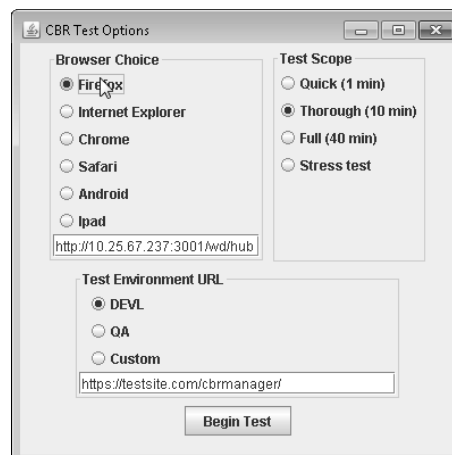 CBR Test Options
Browser Choice
Firefox
Internet Explorer
Chrome
Safari
Android
Ipad
http://10.25.67.237:3001/wd/hub
Test Scope
Quick (1 min)
Thorough (10 min)
Full (40 min)
Stress test
Test Environment URL
DEVL
QA
Custom
https://testsite.com/cbrmanager/
Begin Test